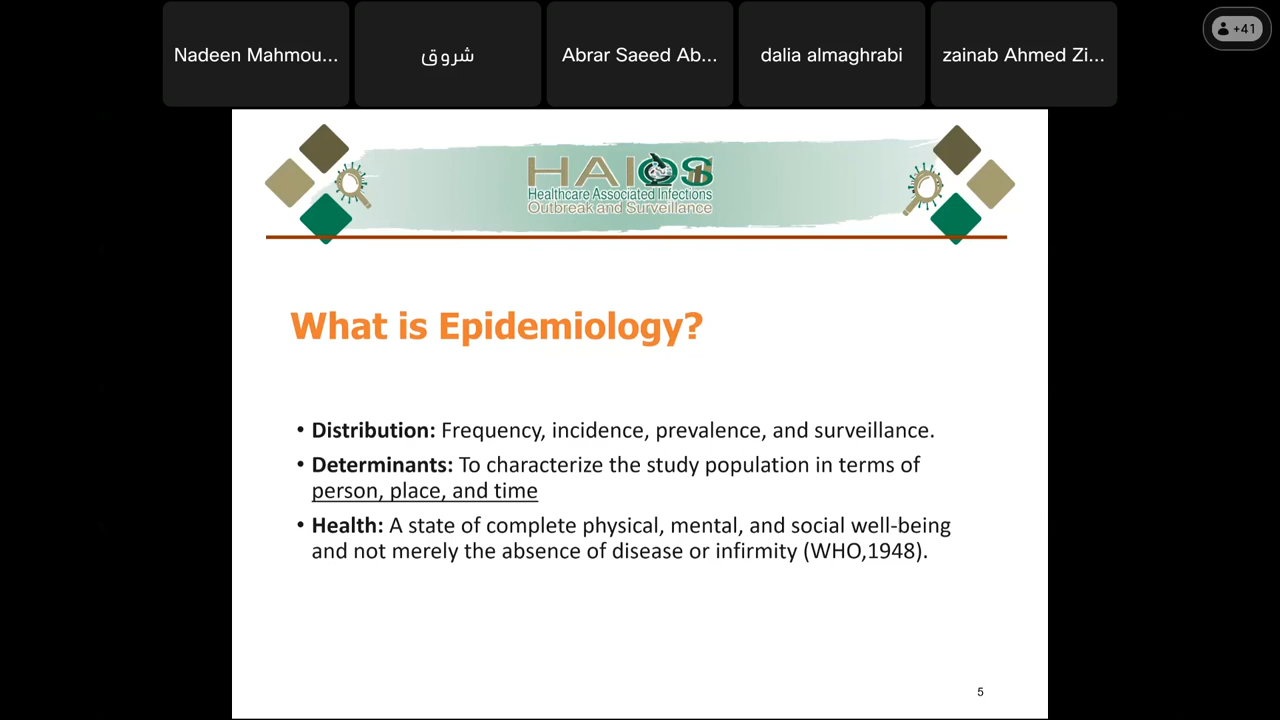 Nadeen Mahmou...
شروق
Abrar Saeed Ab...
dalia almaghrabi
zainab Ahmed Zi...
+41
HAIOS
Healthcare Associated Infections
Outbreak and Surveillance
What is Epidemiology?
• Distribution: Frequency, incidence, prevalence, and surveillance.
• Determinants: To characterize the study population in terms of
person, place, and time
• Health: A state of complete physical, mental, and social well-being
and not merely the absence of disease or infirmity (WHO,1948).
5